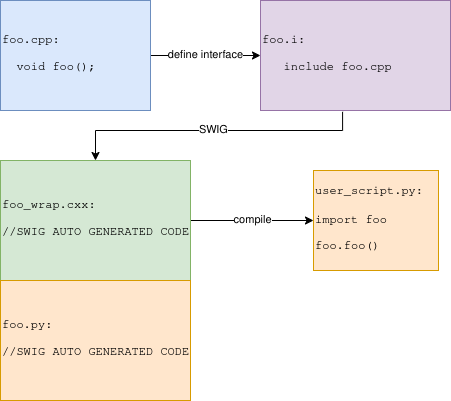 foo.cpp:
void foo();
define interface
foo.i:
include foo.cpp
SWIG
foo_wrap.cxx:
//SWIG AUTO GENERATED CODE
compile
user_script.py:
import foo
foo.foo()
foo.py:
//SWIG AUTO GENERATED CODE